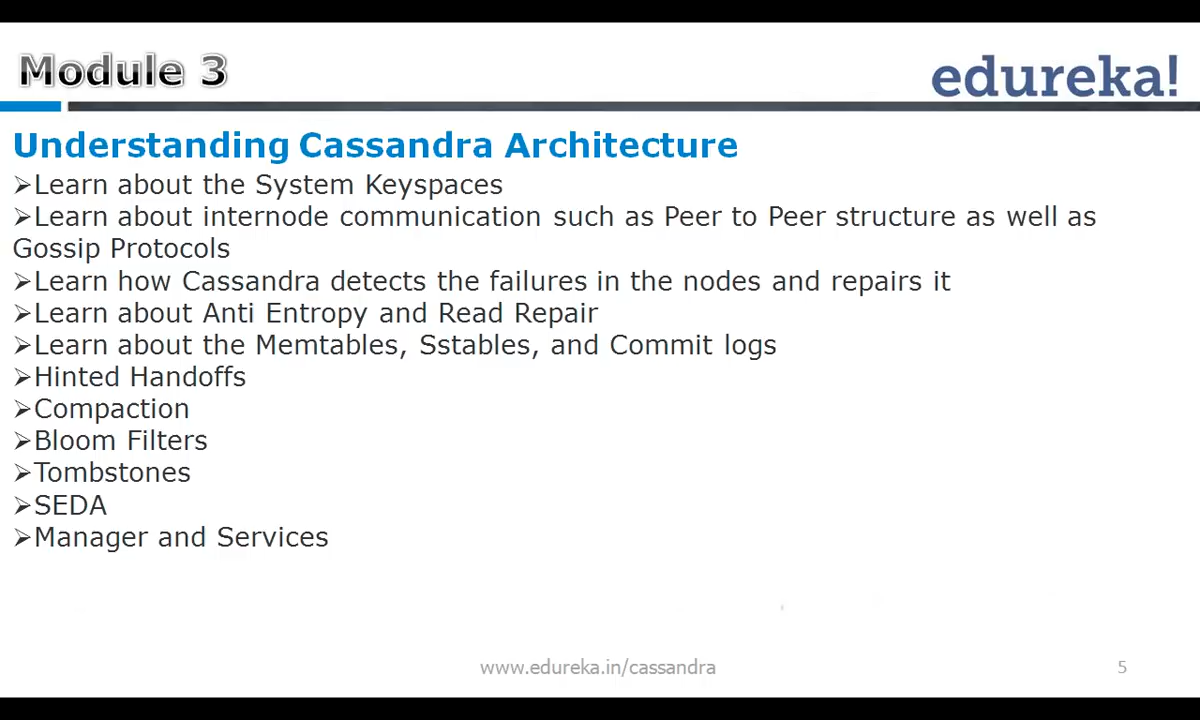 Module 3
edureka!
Understanding Cassandra Architecture
➢Learn about the System Keyspaces
➢Learn about internode communication such as Peer to Peer structure as well as
Gossip Protocols
➢Learn how Cassandra detects the failures in the nodes and repairs it
➢Learn about Anti Entropy and Read Repair
➢Learn about the Memtables, Sstables, and Commit logs
➢Hinted Handoffs
➢Compaction
➢Bloom Filters
➢Tombstones
➢SEDA
➢Manager and Services
www.edureka.in/cassandra
5